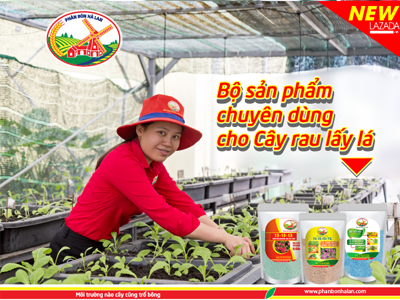 PHÂN BÓN HÀ LAN
NEW
LAZADA
Bộ sản phẩm
chuyên dùng
cho Cây rau lấy lá
Môi trường nào cây cũng trổ bông
www.phanbonhalan.com